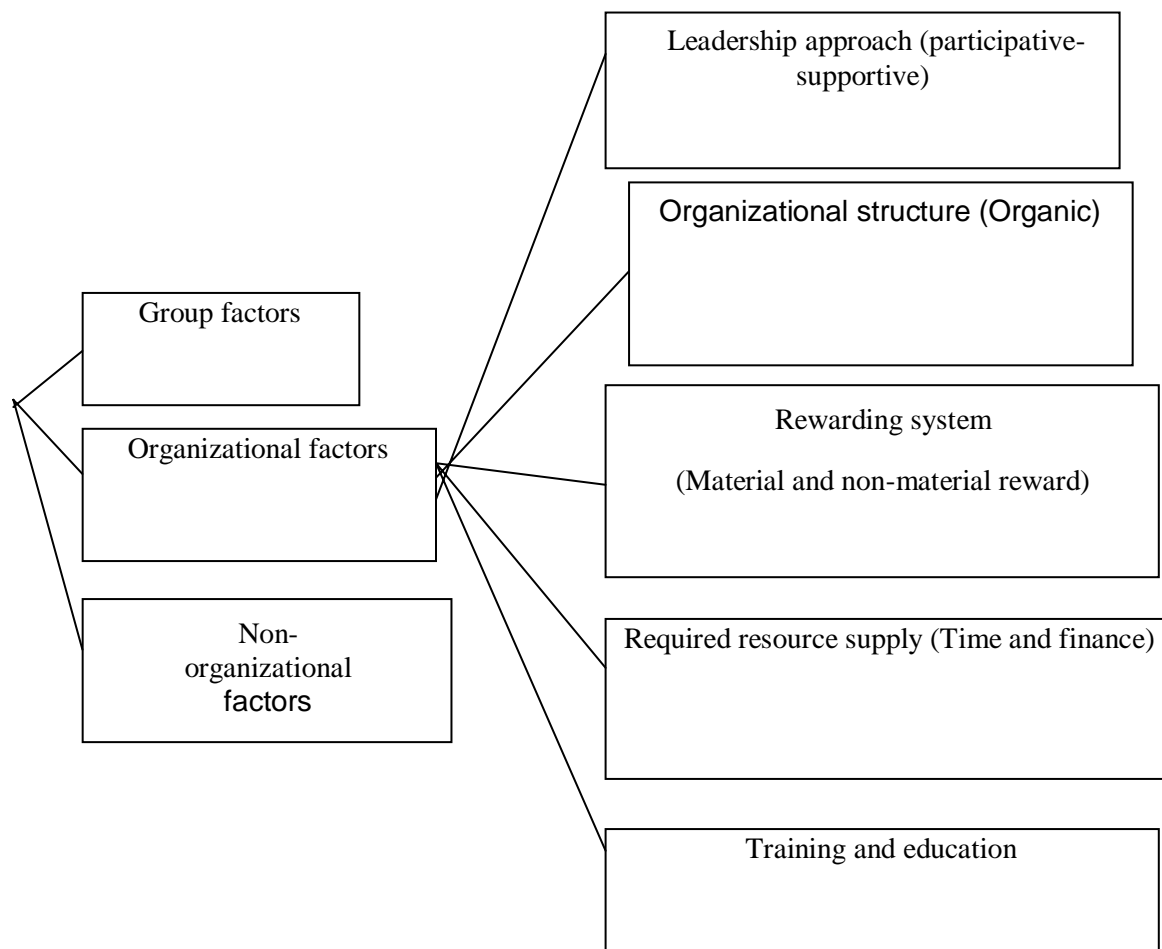 Leadership approach (participative-
supportive)
Organizational structure (Organic)
Group factors
Rewarding system
Organizational factors
(Material and non-material reward)
Non-
organizational
factors
Required resource supply (Time and finance)
Training and education